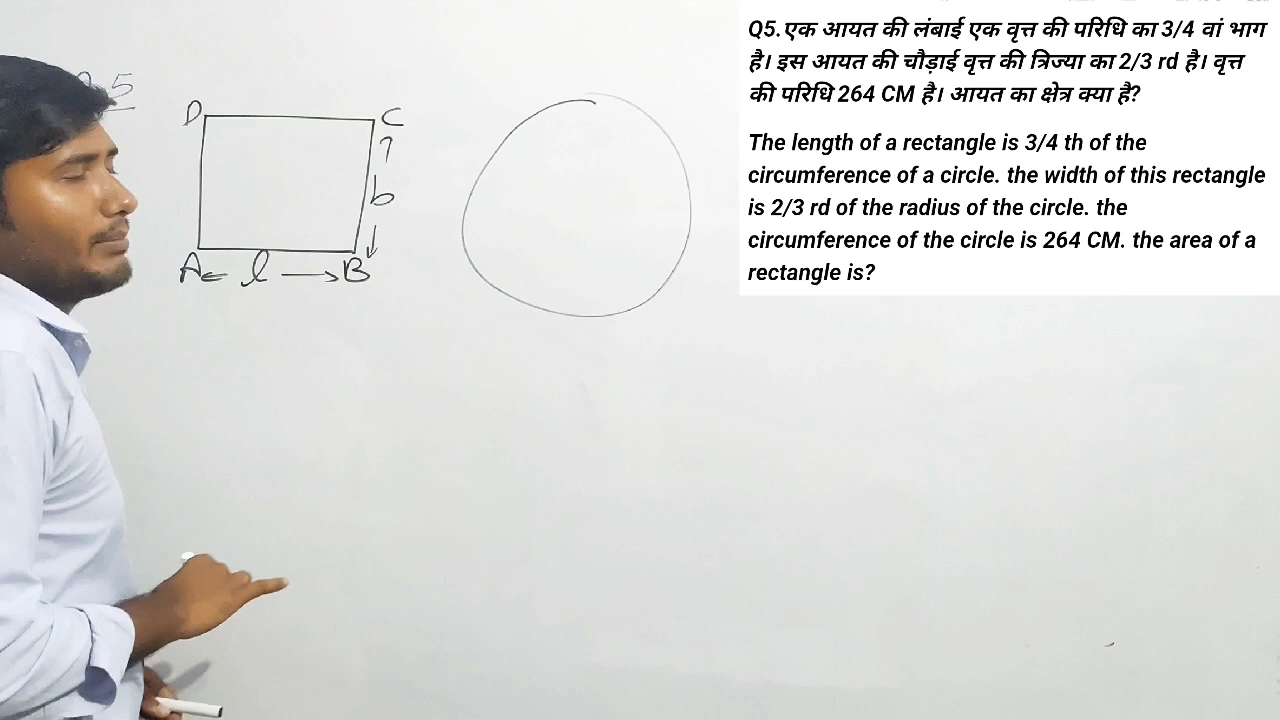 Q5.एक आयत की लंबाई एक वृत्त की परिधि का 3/4 वां भाग
है। इस आयत की चौड़ाई वृत्त की त्रिज्या का 2/3 rd है। वृत्त
की परिधि 264 CM है। आयत का क्षेत्र क्या है?
The length of a rectangle is 3/4 th of the
circumference of a circle. the width of this rectangle
is 2/3 rd of the radius of the circle. the
circumference of the circle is 264 CM. the area of a
rectangle is?
5
D C
b
A l B